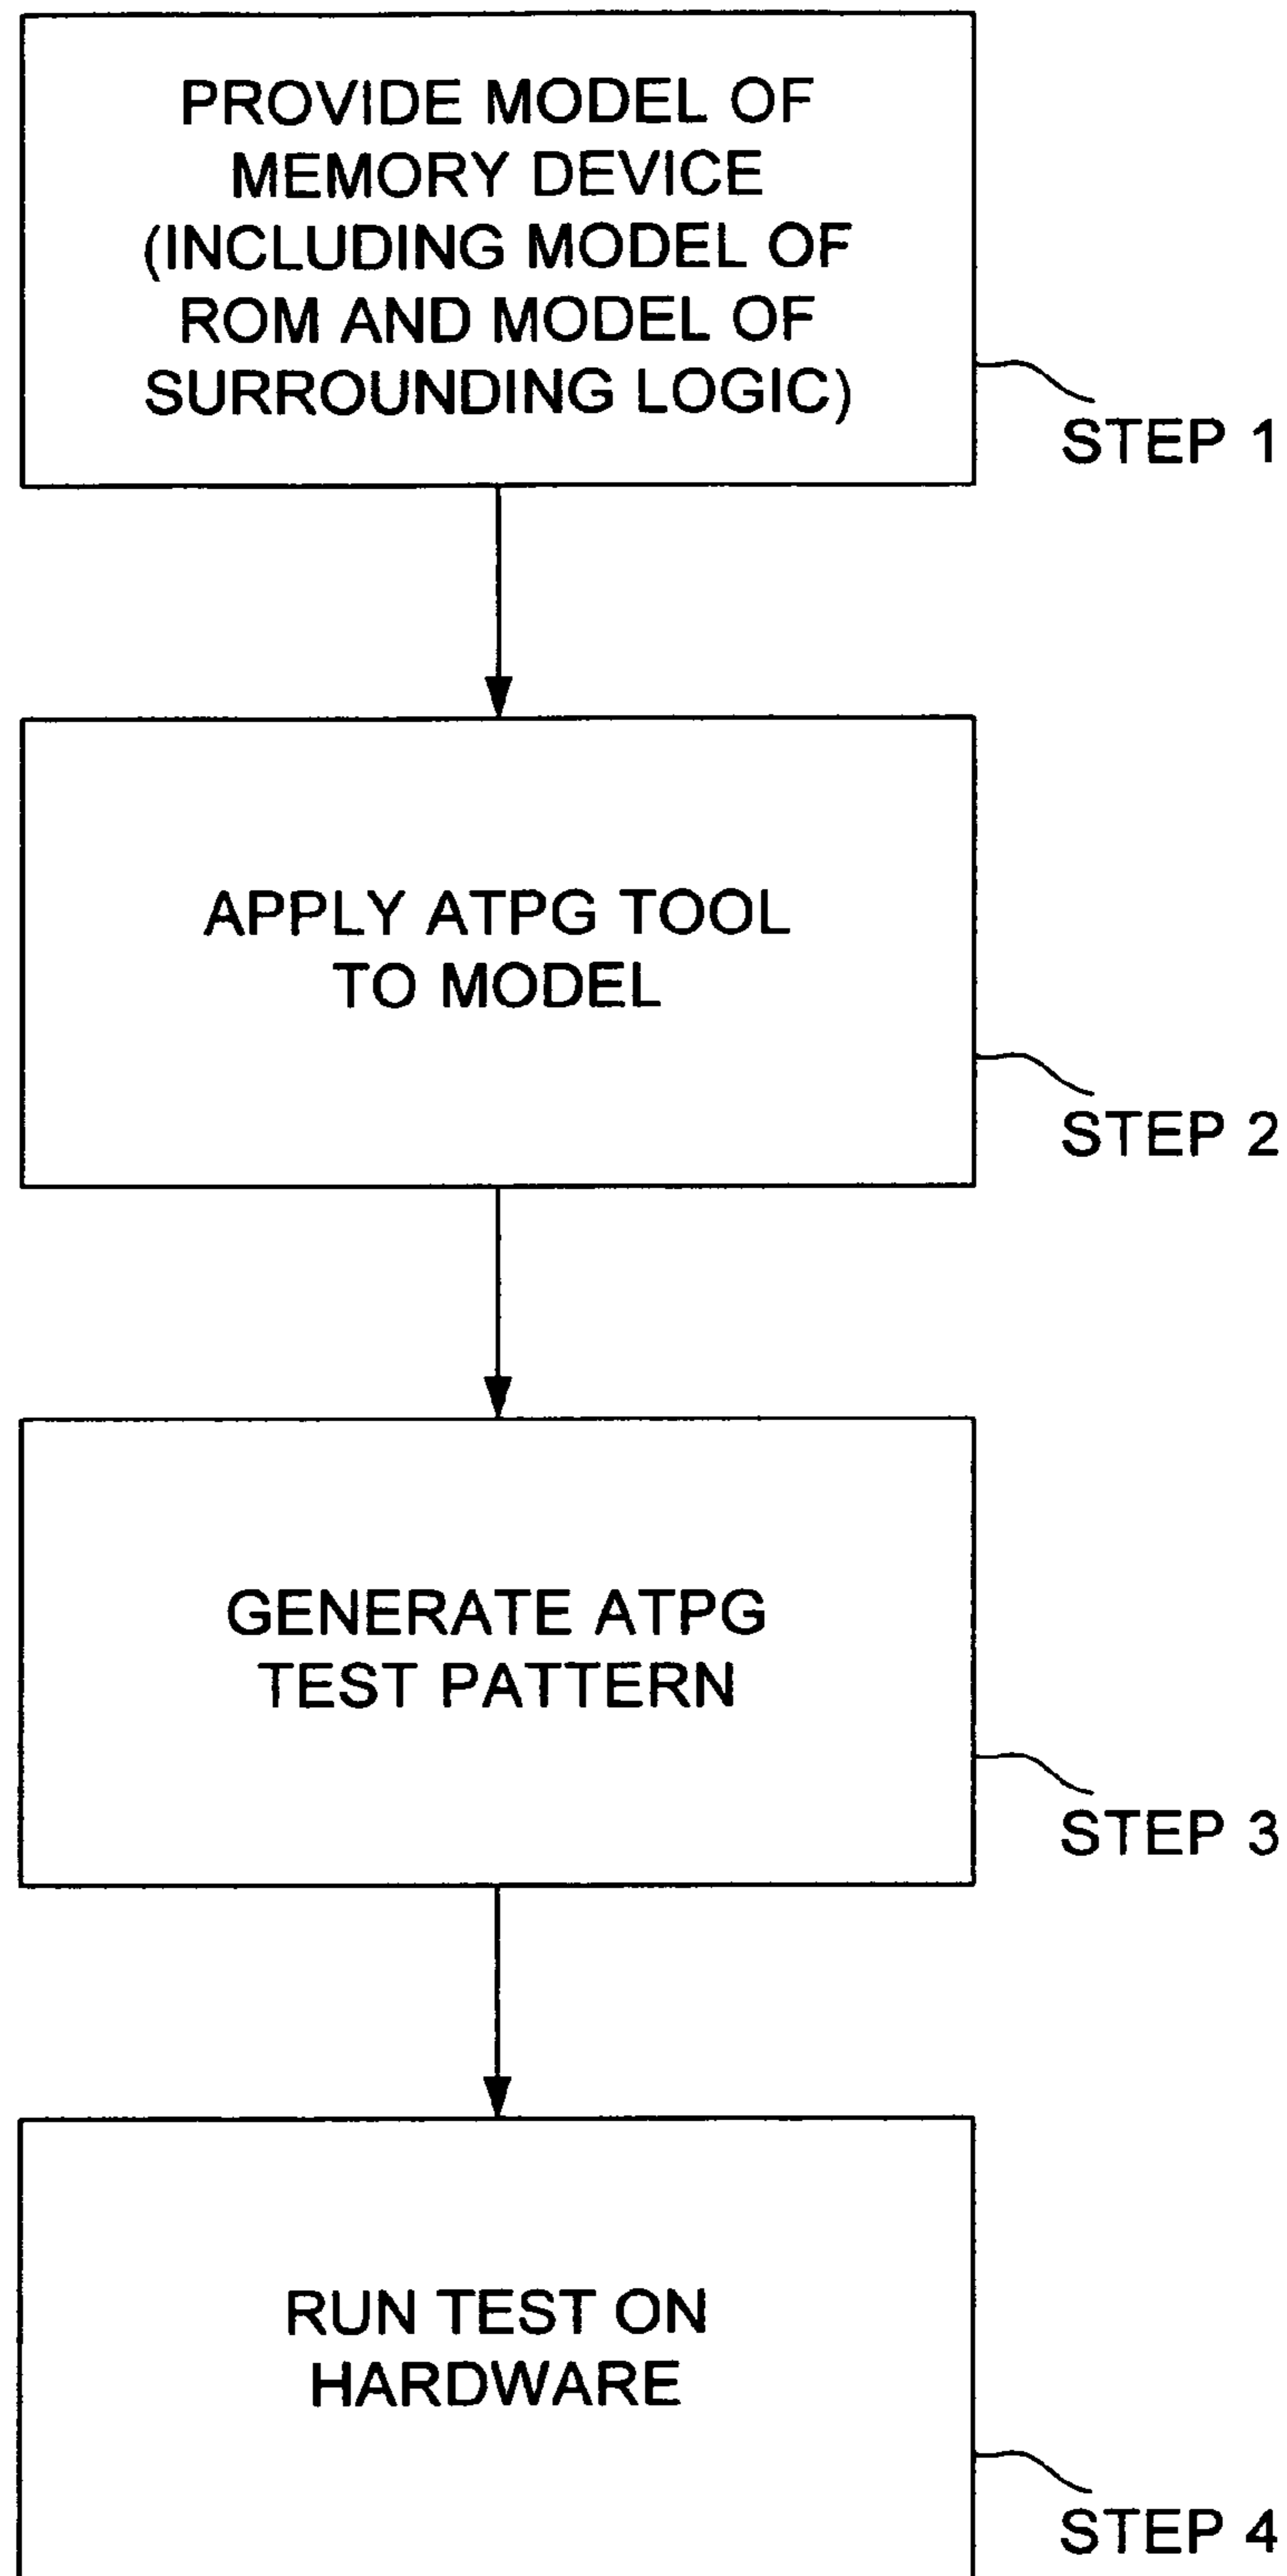 PROVIDE MODEL OF
MEMORY DEVICE
(INCLUDING MODEL OF
ROM AND MODEL OF
SURROUNDING LOGIC)
STEP 1
APPLY ATPG TOOL
TO MODEL
STEP 2
GENERATE ATPG
TEST PATTERN
STEP 3
RUN TEST ON
HARDWARE
STEP 4